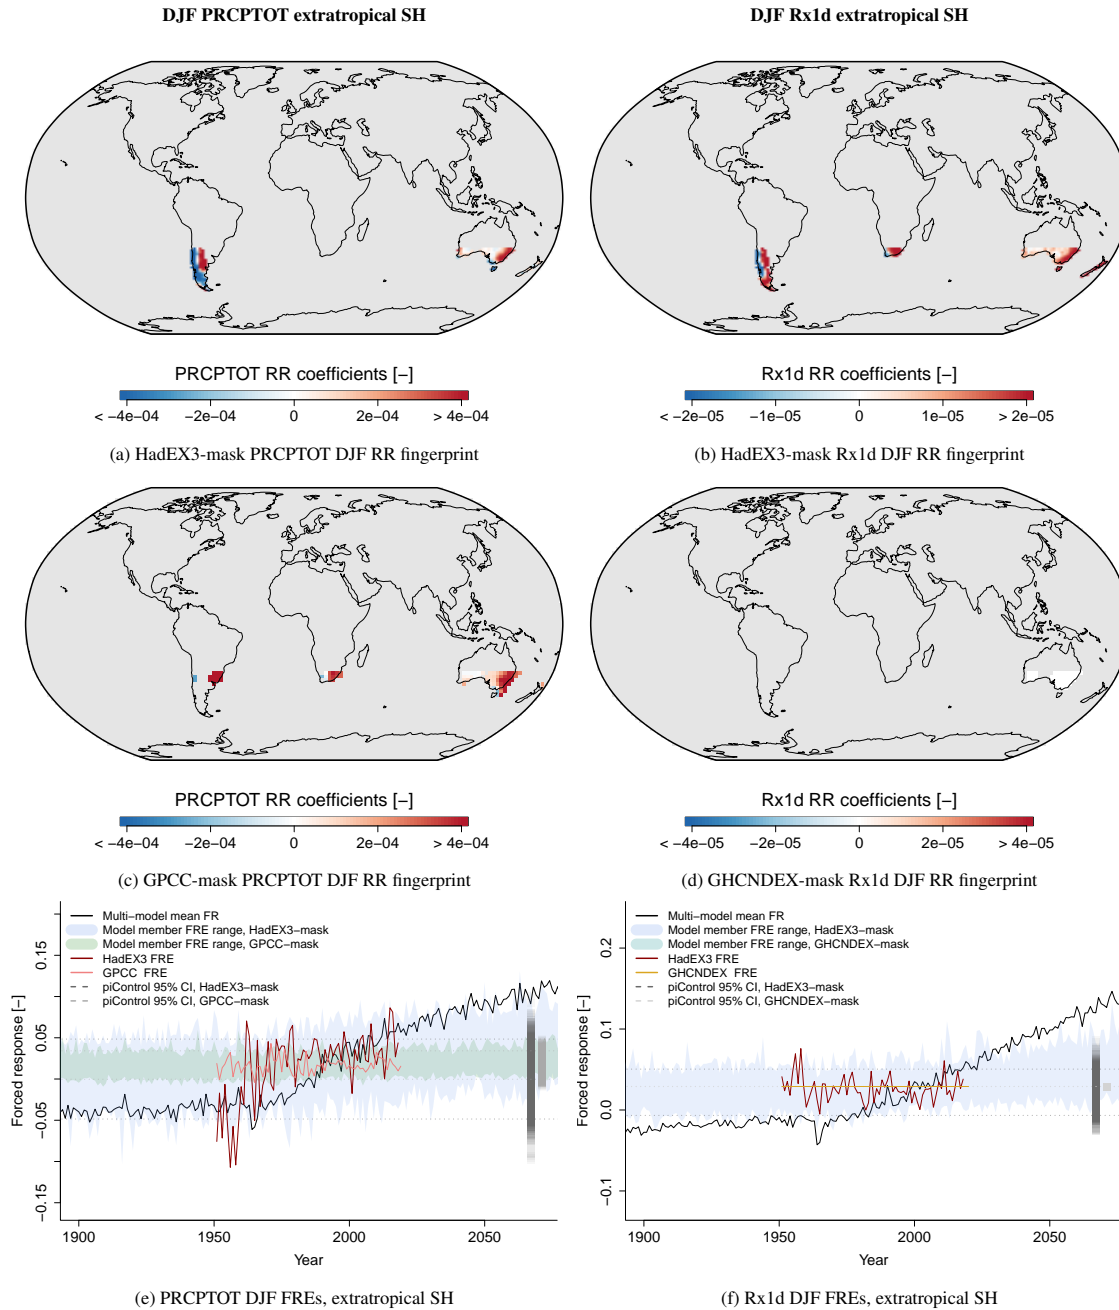 DJF PRCPTOT extratropical SH
DJF Rx1d extratropical SH
PRCPTOT RR coefficients [−]
< −4e−04 −2e−04 0 2e−04 > 4e−04
Rx1d RR coefficients [−]
< −2e−05 −1e−05 0 1e−05 > 2e−05
(a) HadEX3-mask PRCPTOT DJF RR fingerprint
(b) HadEX3-mask Rx1d DJF RR fingerprint
PRCPTOT RR coefficients [−]
< −4e−04 −2e−04 0 2e−04 > 4e−04
Rx1d RR coefficients [−]
< −4e−05 −2e−05 0 2e−05 > 4e−05
(c) GPCC-mask PRCPTOT DJF RR fingerprint
(d) GHCNDEX-mask Rx1d DJF RR fingerprint
Multi−model mean FR
Model member FRE range, HadEX3−mask
Model member FRE range, GPCC−mask
HadEX3 FRE
GPCC FRE
piControl 95% CI, HadEX3−mask
piControl 95% CI, GPCC−mask
Forced response [−]
0.15
0.05
−0.05
−0.15
1900 1950 2000 2050
Year
Multi−model mean FR
Model member FRE range, HadEX3−mask
Model member FRE range, GHCNDEX−mask
HadEX3 FRE
GHCNDEX FRE
piControl 95% CI, HadEX3−mask
piControl 95% CI, GHCNDEX−mask
Forced response [−]
0.2
0.1
0.0
−0.1
1900 1950 2000 2050
Year
(e) PRCPTOT DJF FREs, extratropical SH
(f) Rx1d DJF FREs, extratropical SH